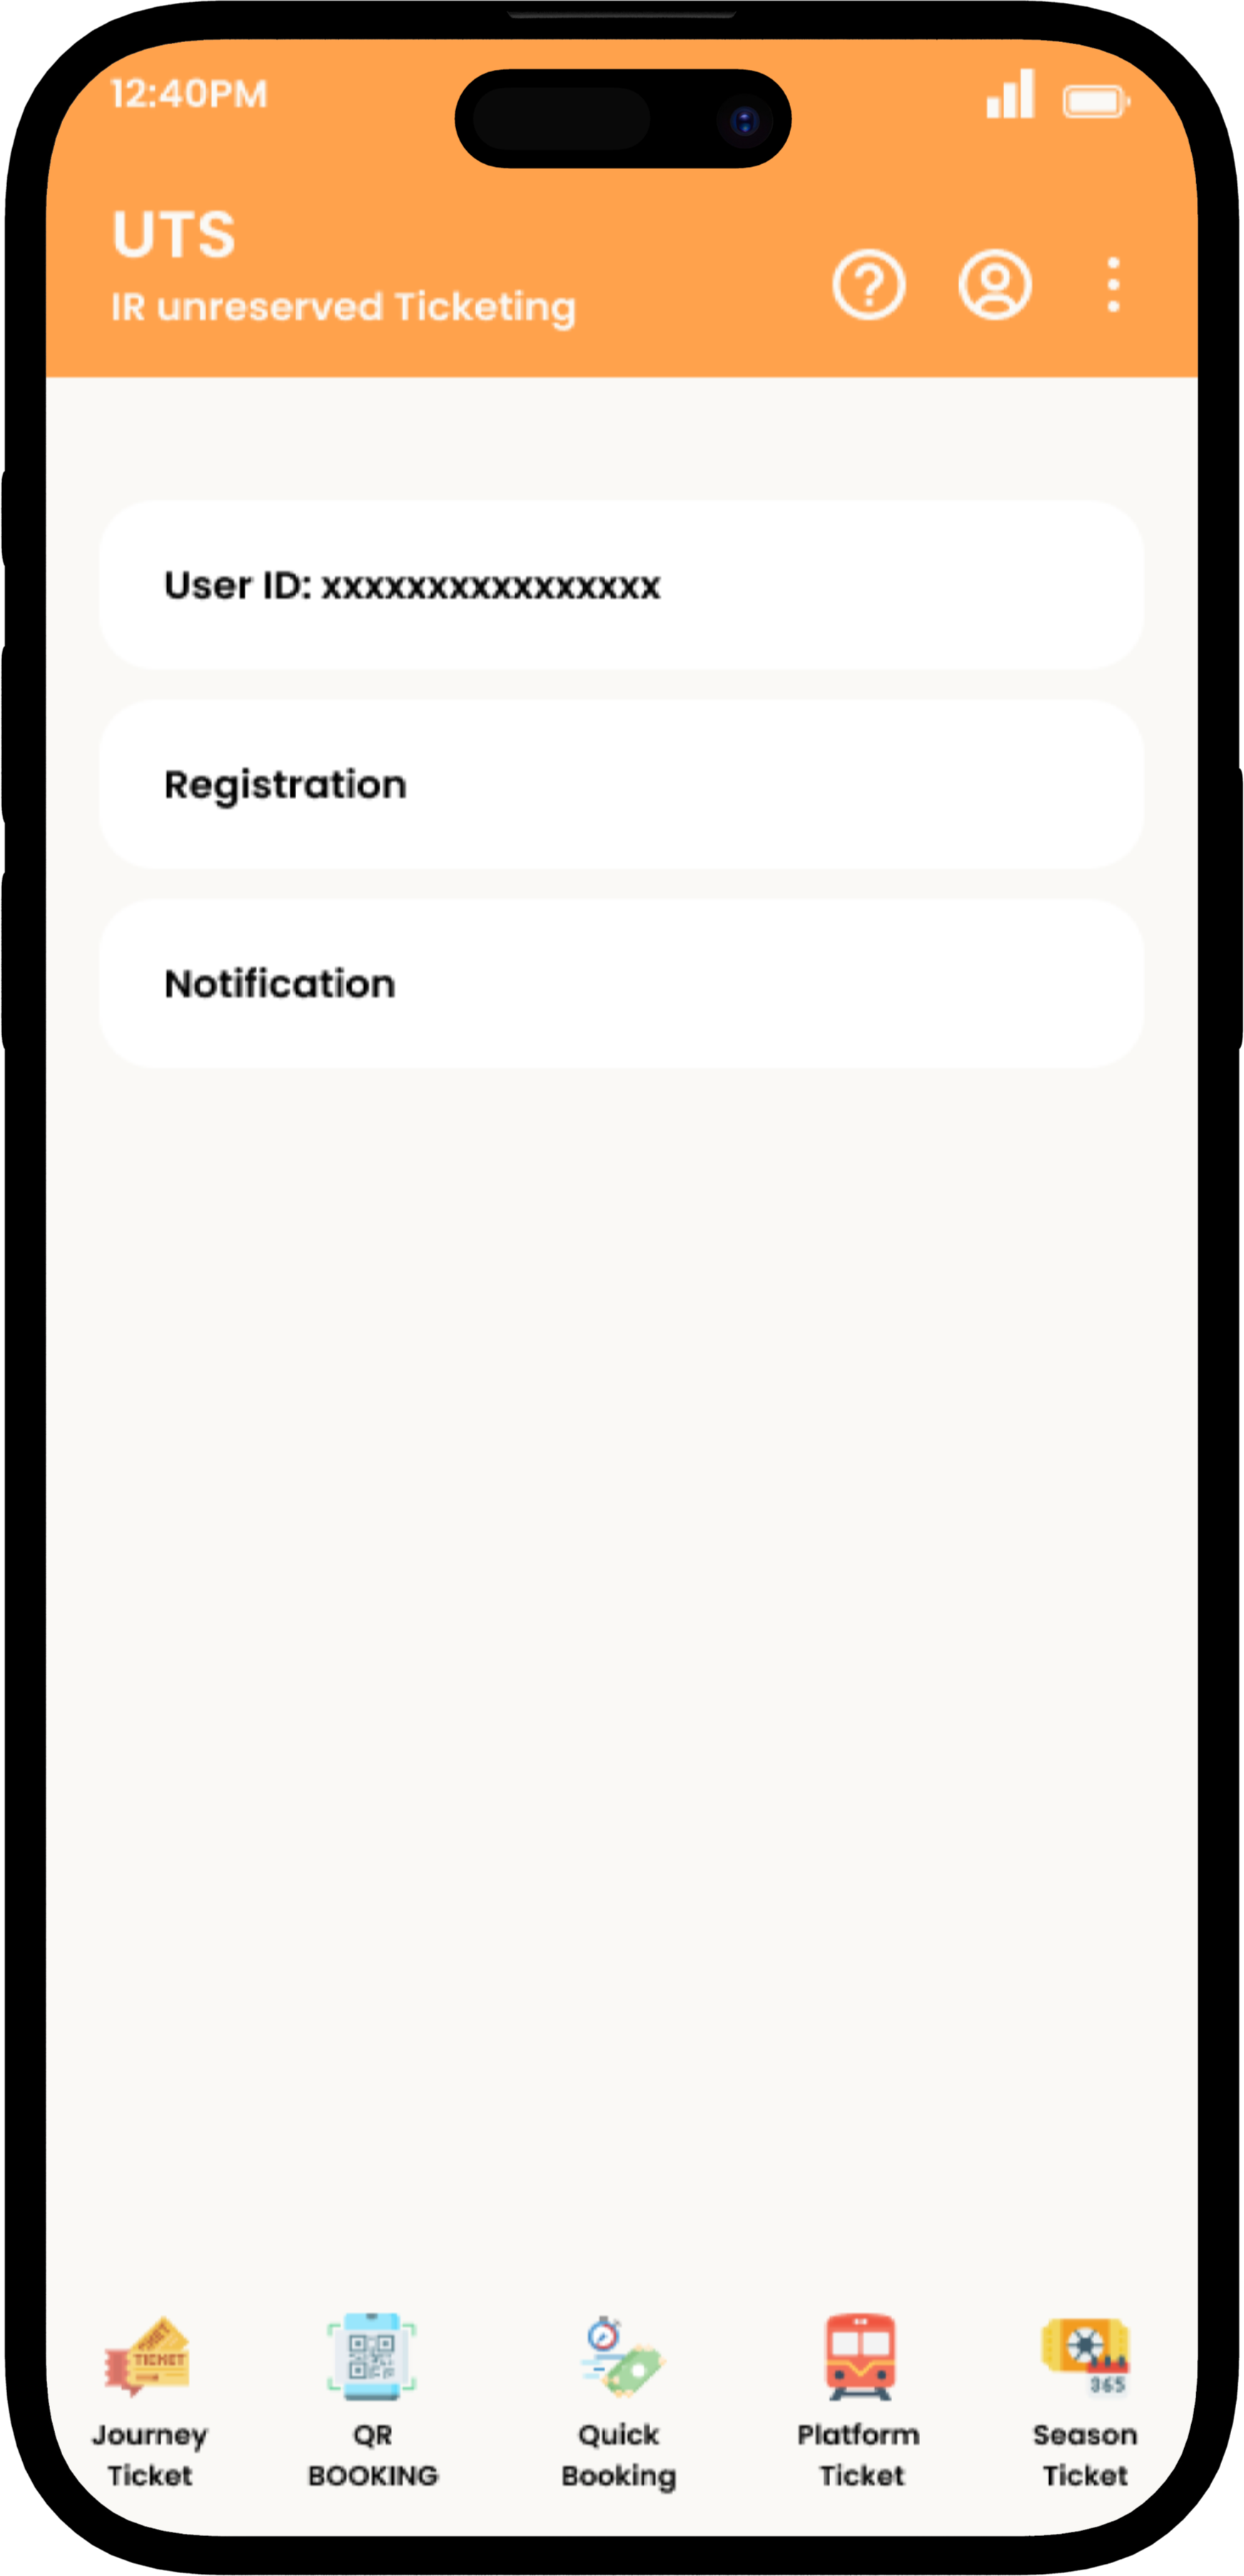 12:40PM
UTS
IR unreserved Ticketing
User ID: xxxxxxxxxxxxxxxx
Registration
Notification
TICKET
TICKET
365
Journey
Ticket
QR
BOOKING
Quick
Booking
Platform
Ticket
Season
Ticket